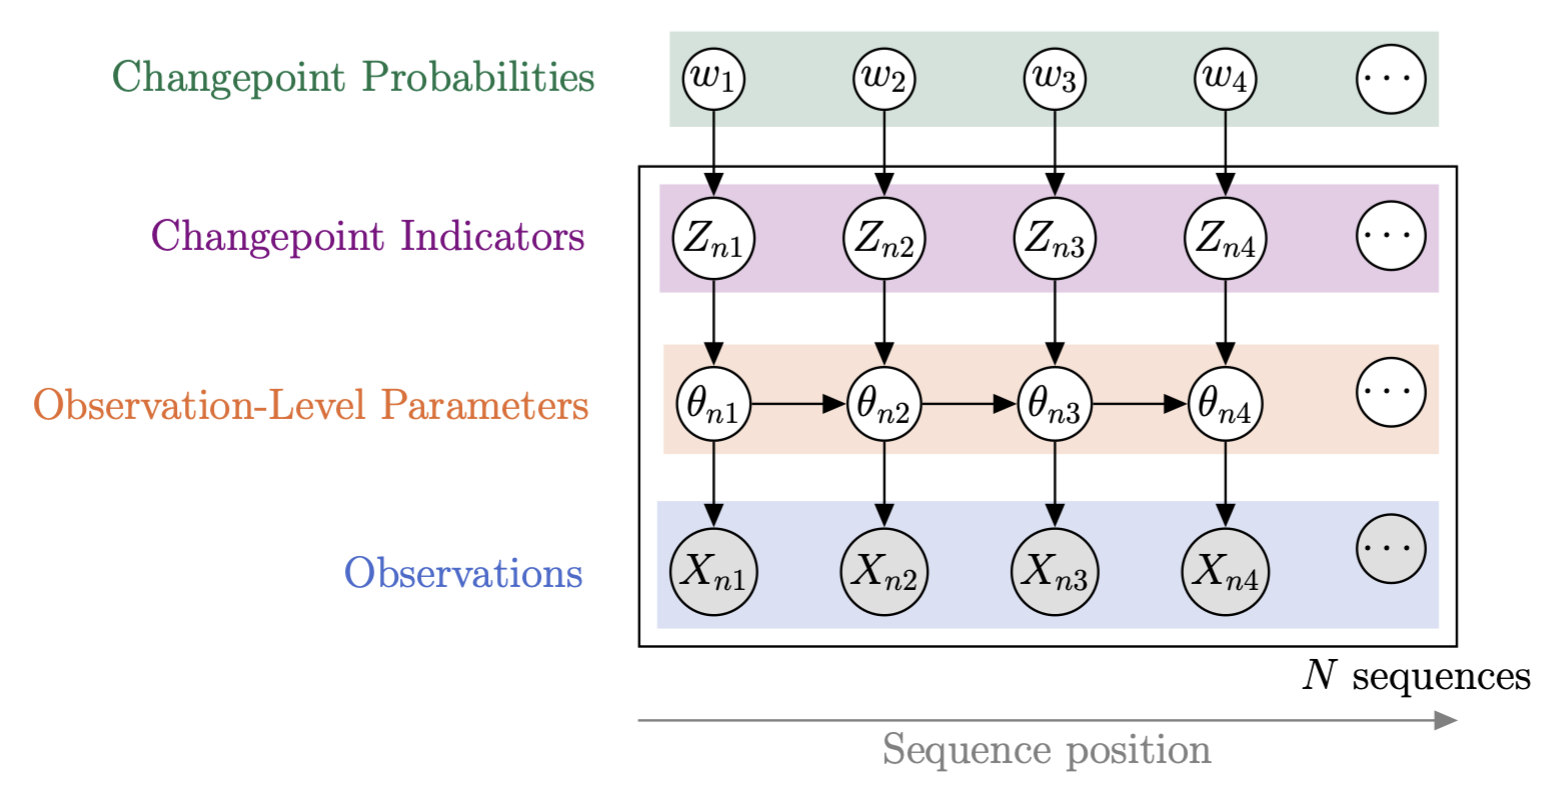 Changepoint Probabilities w₁ w₂ w₃ w₄ ···
Changepoint Indicators Zₙ₁ Zₙ₂ Zₙ₃ Zₙ₄ ···
Observation-Level Parameters θₙ₁ θₙ₂ θₙ₃ θₙ₄ ···
Observations Xₙ₁ Xₙ₂ Xₙ₃ Xₙ₄ ···
N sequences
Sequence position